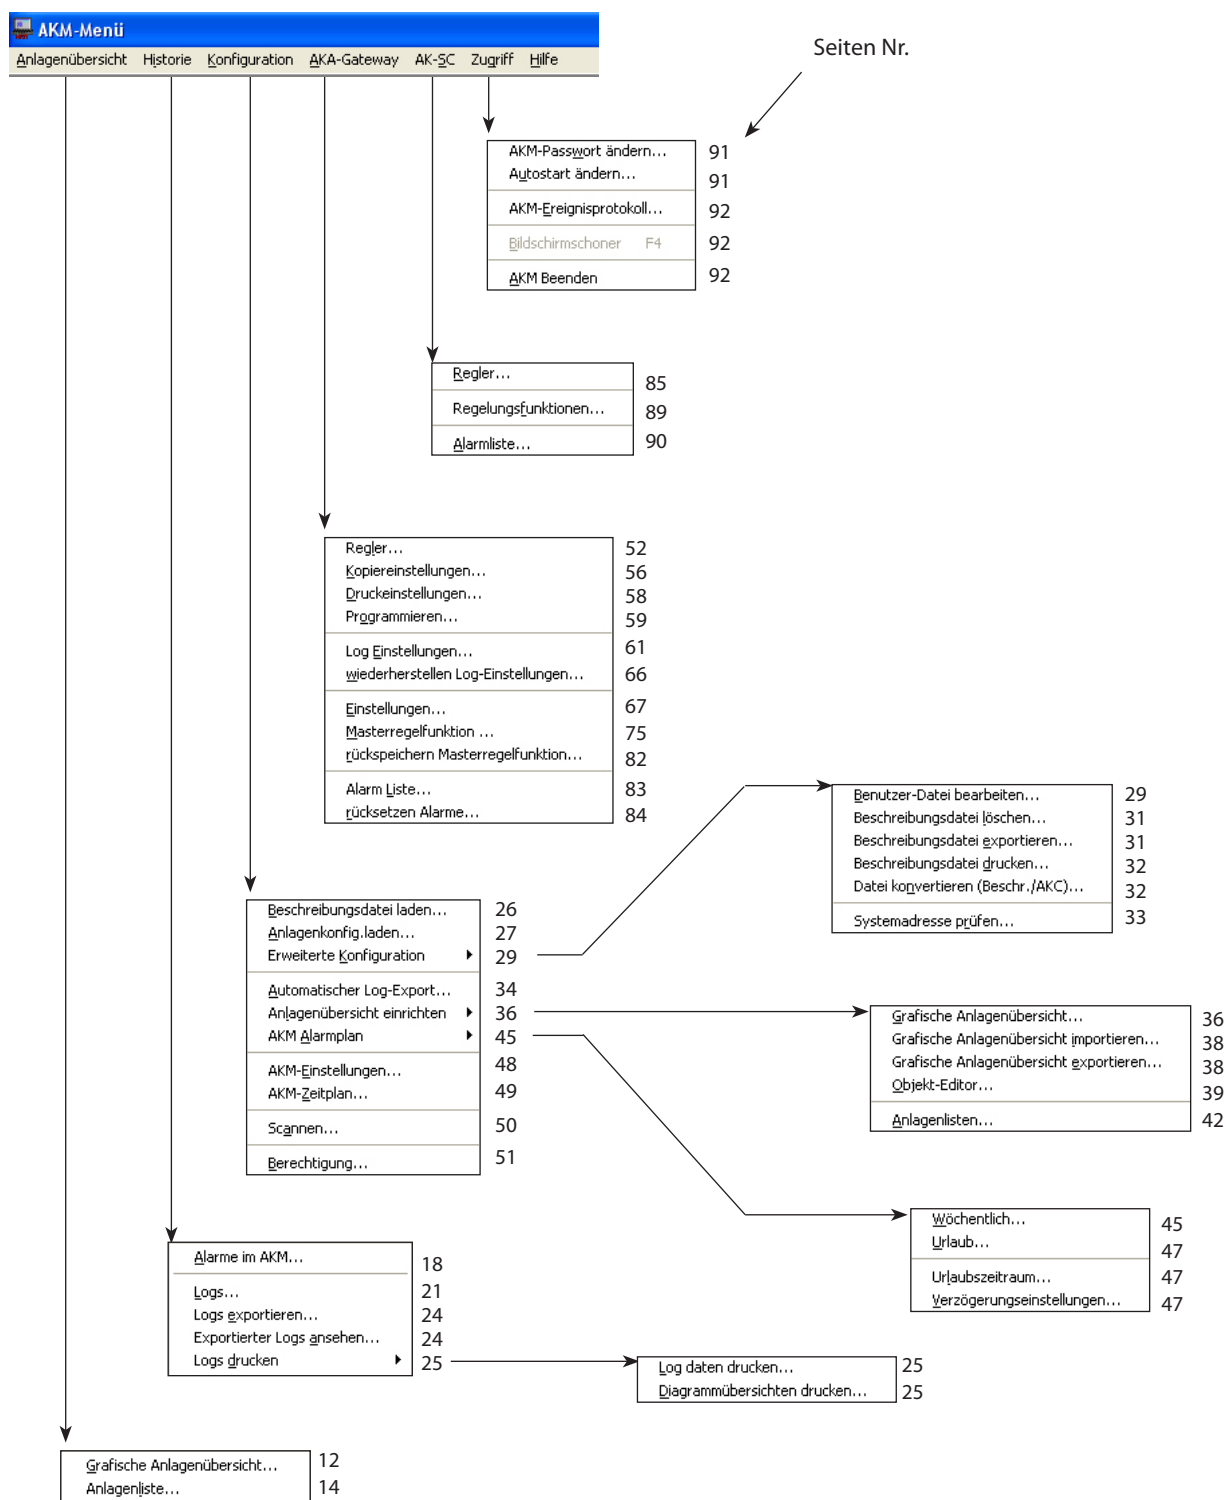 AKM-Menü
Anlagenübersicht Historie Konfiguration AKA-Gateway AK-SC Zugriff Hilfe
Seiten Nr.
AKM-Passwort ändern... 91
Autostart ändern... 91
AKM-Ereignisprotokoll... 92
Bildschirmschoner F4 92
AKM Beenden 92
Regler... 85
Regelungsfunktionen... 89
Alarmliste... 90
Regler... 52
Kopiereinstellungen... 56
Druckeinstellungen... 58
Programmieren... 59
Log Einstellungen... 61
wiederherstellen Log-Einstellungen... 66
Einstellungen... 67
Masterregelfunktion ... 75
rückspeichern Masterregelfunktion... 82
Alarm Liste... 83
rücksetzen Alarme... 84
Benutzer-Datei bearbeiten... 29
Beschreibungsdatei löschen... 31
Beschreibungsdatei exportieren... 31
Beschreibungsdatei drucken... 32
Datei konvertieren (Beschr./AKC)... 32
Systemadresse prüfen... 33
Beschreibungsdatei laden... 26
Anlagenkonfig.laden... 27
Erweiterte Konfiguration 29
Automatischer Log-Export... 34
Anlagenübersicht einrichten 36
AKM Alarmplan 45
AKM-Einstellungen... 48
AKM-Zeitplan... 49
Scannen... 50
Berechtigung... 51
Grafische Anlagenübersicht... 36
Grafische Anlagenübersicht importieren... 38
Grafische Anlagenübersicht exportieren... 38
Objekt-Editor... 39
Anlagenlisten... 42
Wöchentlich... 45
Urlaub... 47
Urlaubszeitraum... 47
Verzögerungseinstellungen... 47
Alarme im AKM... 18
Logs... 21
Logs exportieren... 24
Exportierter Logs ansehen... 24
Logs drucken 25
Log daten drucken... 25
Diagrammübersichten drucken... 25
Grafische Anlagenübersicht... 12
Anlagenliste... 14